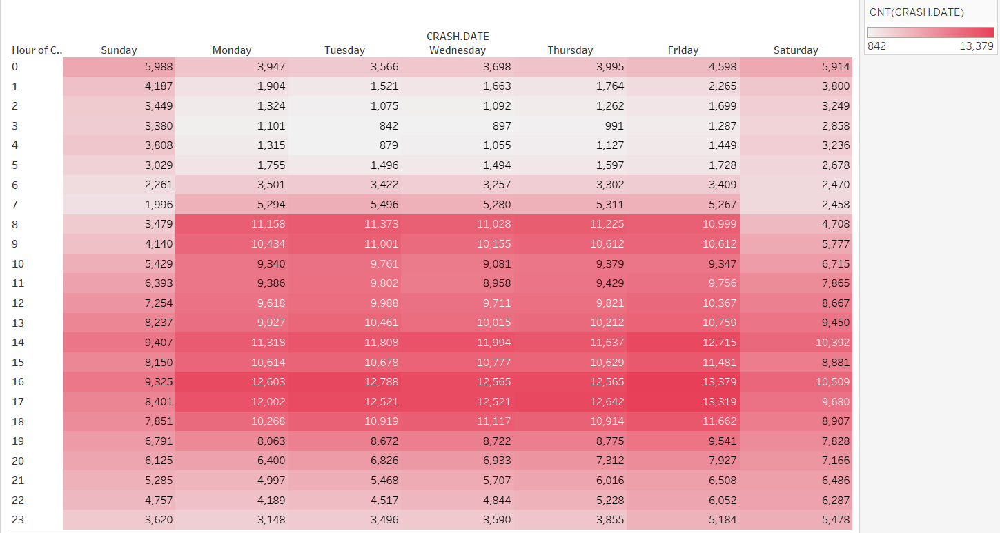 CRASH.DATE
Hour of C.. Sunday Monday Tuesday Wednesday Thursday Friday Saturday
0 5,988 3,947 3,566 3,698 3,995 4,598 5,914
1 4,187 1,904 1,521 1,663 1,764 2,265 3,800
2 3,449 1,324 1,075 1,092 1,262 1,699 3,249
3 3,380 1,101 842 897 991 1,287 2,858
4 3,808 1,315 879 1,055 1,127 1,449 3,236
5 3,029 1,755 1,496 1,494 1,597 1,728 2,678
6 2,261 3,501 3,422 3,257 3,302 3,409 2,470
7 1,996 5,294 5,496 5,280 5,311 5,267 2,458
8 3,479 11,158 11,373 11,028 11,225 10,999 4,708
9 4,140 10,434 11,001 10,155 10,612 10,612 5,777
10 5,429 9,340 9,761 9,081 9,379 9,347 6,715
11 6,393 9,386 9,802 8,958 9,429 9,756 7,865
12 7,254 9,618 9,988 9,711 9,821 10,367 8,667
13 8,237 9,927 10,461 10,015 10,212 10,759 9,450
14 9,407 11,318 11,808 11,994 11,637 12,715 10,392
15 8,150 10,614 10,678 10,777 10,629 11,481 8,881
16 9,325 12,603 12,788 12,565 12,565 13,379 10,509
17 8,401 12,002 12,521 12,521 12,642 13,319 9,680
18 7,851 10,268 10,919 11,117 10,914 11,662 8,907
19 6,791 8,063 8,672 8,722 8,775 9,541 7,828
20 6,125 6,400 6,826 6,933 7,312 7,927 7,166
21 5,285 4,997 5,468 5,707 6,016 6,508 6,486
22 4,757 4,189 4,517 4,844 5,228 6,052 6,287
23 3,620 3,148 3,496 3,590 3,855 5,184 5,478
CNT(CRASH.DATE)
842 13,379